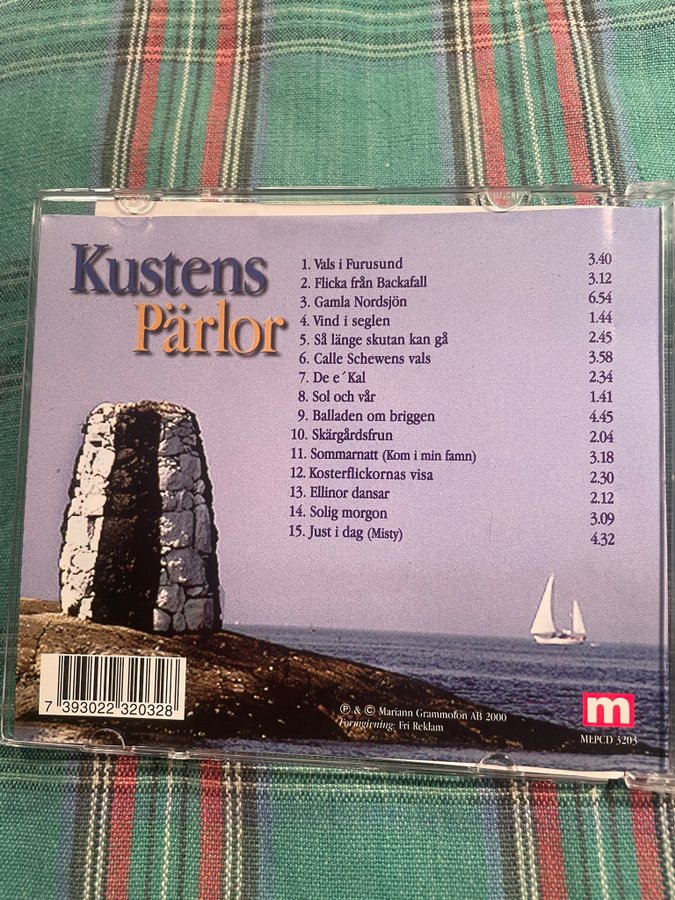 Kustens
Pärlor
1. Vals i Furusund 3.40
2. Flicka från Backafall 3.12
3. Gamla Nordsjön 6.54
4. Vind i seglen 1.44
5. Så länge skutan kan gå 2.45
6. Calle Schewens vals 3.58
7. De e´Kal 2.34
8. Sol och vår 1.41
9. Balladen om briggen 4.45
10. Skärgårdsfrun 2.04
11. Sommarnatt (Kom i min famn) 3.18
12. Kosterflickornas visa 2.30
13. Ellinor dansar 2.12
14. Solig morgon 3.09
15. Just i dag (Misty) 4.32
7 393022 320328
℗ & © Mariann Grammofon AB 2000
Formgivning: Fri Reklam
m
MLPCD 3203